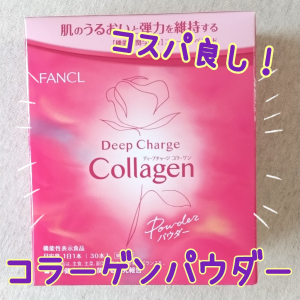 肌のうるおいと弾力を維持する
コスパ良し!
FANCL
Deep Charge
ディープチャージ コラーゲン
Collagen
Powder
パウダー
機能性表示食品
コラーゲンパウダー